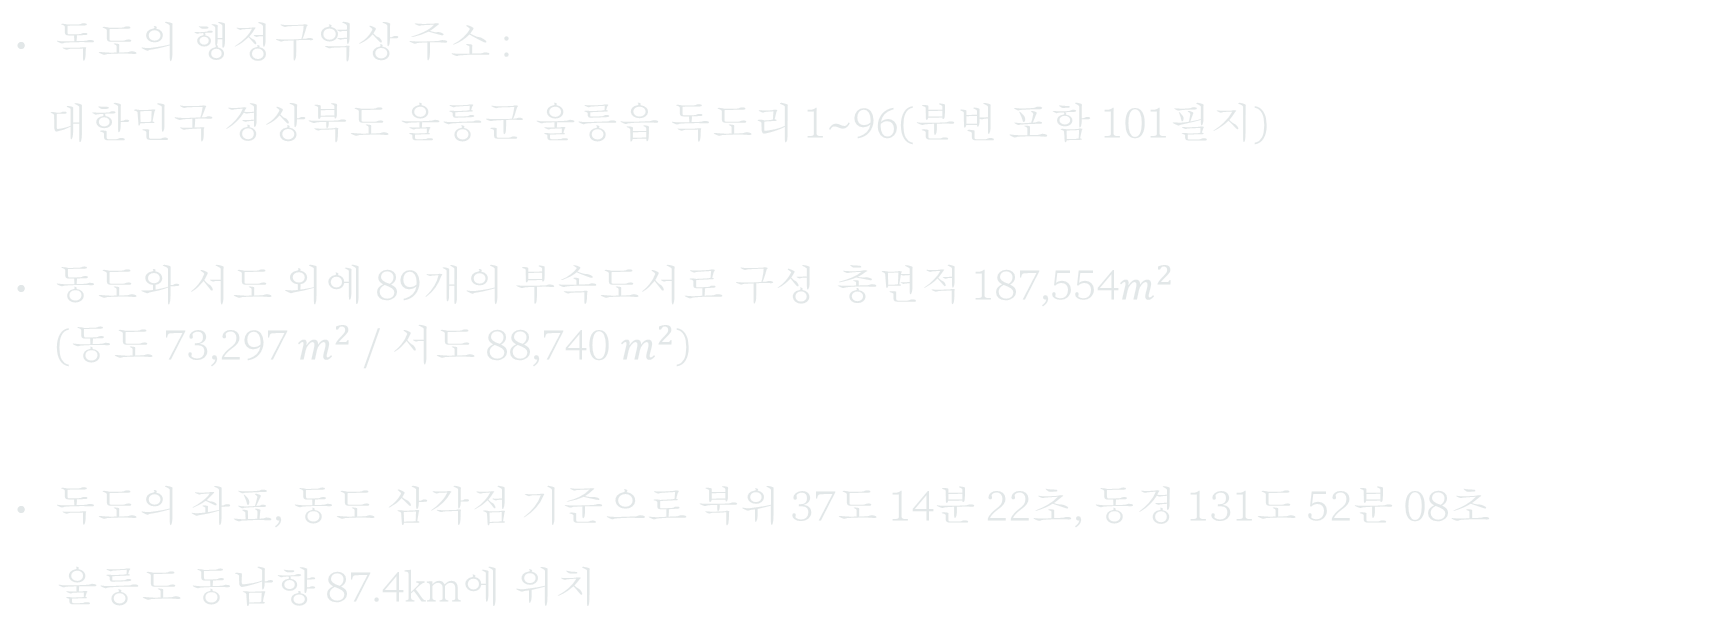 • 독도의 행정구역상 주소 :
대한민국 경상북도 울릉군 울릉읍 독도리 1~96(분번 포함 101필지)
• 동도와 서도 외에 89개의 부속도서로 구성 총면적 187,554m²
(동도 73,297 m² / 서도 88,740 m²)
• 독도의 좌표, 동도 삼각점 기준으로 북위 37도 14분 22초, 동경 131도 52분 08초
울릉도 동남향 87.4km에 위치